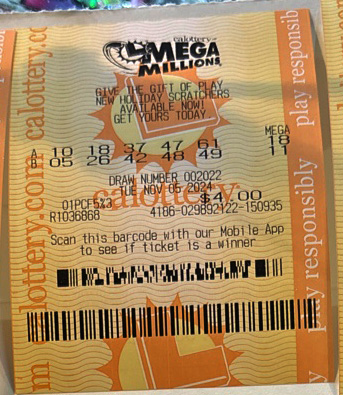 calottery
MEGA
MILLIONS
GIVE THE GIFT OF PLAY
NEW HOLIDAY SCRATCHERS
AVAILABLE NOW!
GET YOURS TODAY
MEGA
A 10 18 37 47 61 18
B 05 26 42 48 49 11
DRAW NUMBER 002022
TUE NOV 05 2024
calottery
$4.00
R1036868 4186-029892122-150935
Scan this barcode with our Mobile App
to see if ticket is a winner
calottery.com
play responsibly